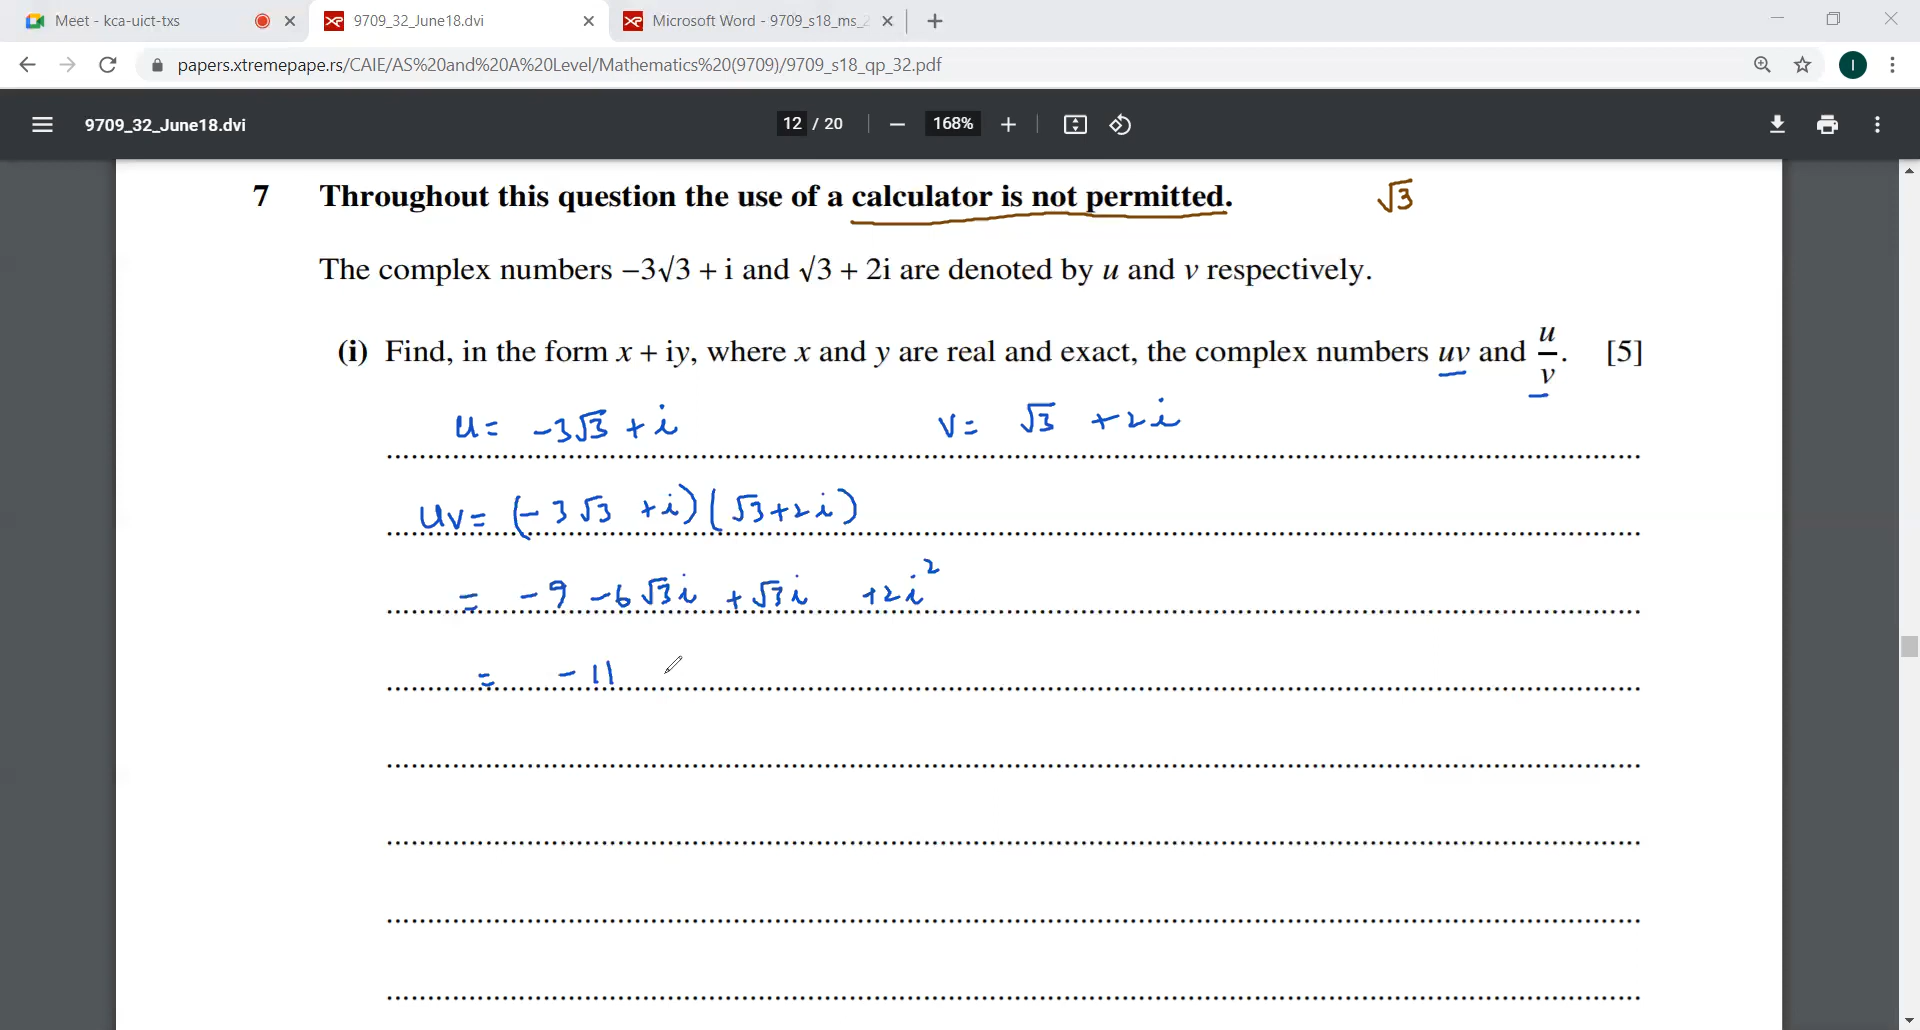 Meet - kca-uict-txs
9709_32_June18.dvi
Microsoft Word - 9709_s18_ms_
papers.xtremepape.rs/CAIE/AS%20and%20A%20Level/Mathematics%20(9709)/9709_s18_qp_32.pdf
I
9709_32_June18.dvi
12 / 20
168%
7 Throughout this question the use of a calculator is not permitted. √3
The complex numbers −3√3 + i and √3 + 2i are denoted by u and v respectively.
(i) Find, in the form x + iy, where x and y are real and exact, the complex numbers uv and u/v. [5]
u = -3√3 + i v = √3 + 2i
uv = (-3√3 + i)(√3 + 2i)
= -9 -6√3i + √3i + 2i²
= -11